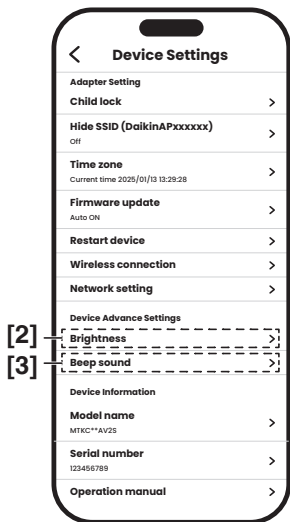 Device Settings
Adapter Setting
Child lock
Hide SSID (DaikinAPxxxxxx)
Off
Time zone
Current time 2025/01/13 13:29:28
Firmware update
Auto ON
Restart device
Wireless connection
Network setting
Device Advance Settings
[2] Brightness
[3] Beep sound
Device Information
Model name
MTKC**AV2S
Serial number
123456789
Operation manual